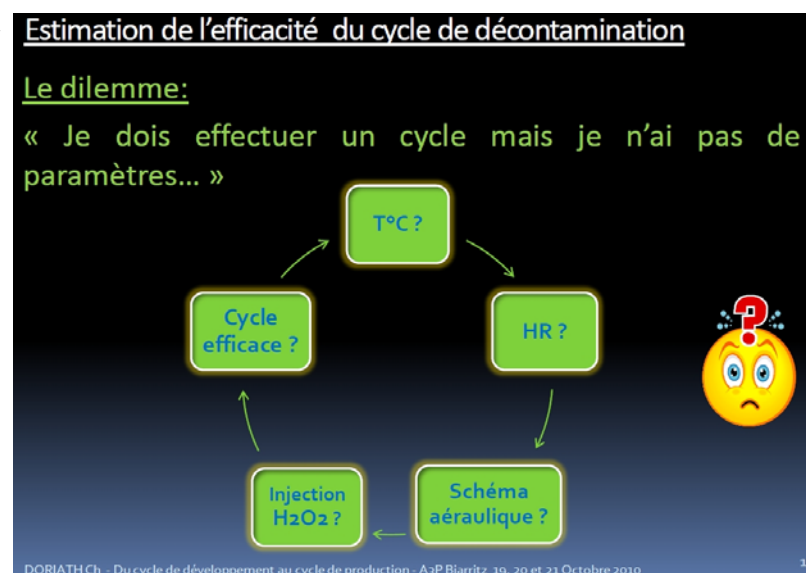 Estimation de l’efficacité du cycle de décontamination
Le dilemme:
« Je dois effectuer un cycle mais je n’ai pas de
paramètres... »
T°C ?
HR ?
Schéma
aéraulique ?
Injection
H2O2 ?
Cycle
efficace ?
?
DORIATH Ch. - Du cycle de développement au cycle de production - A3P Biarritz 19, 20 et 21 Octobre 2010